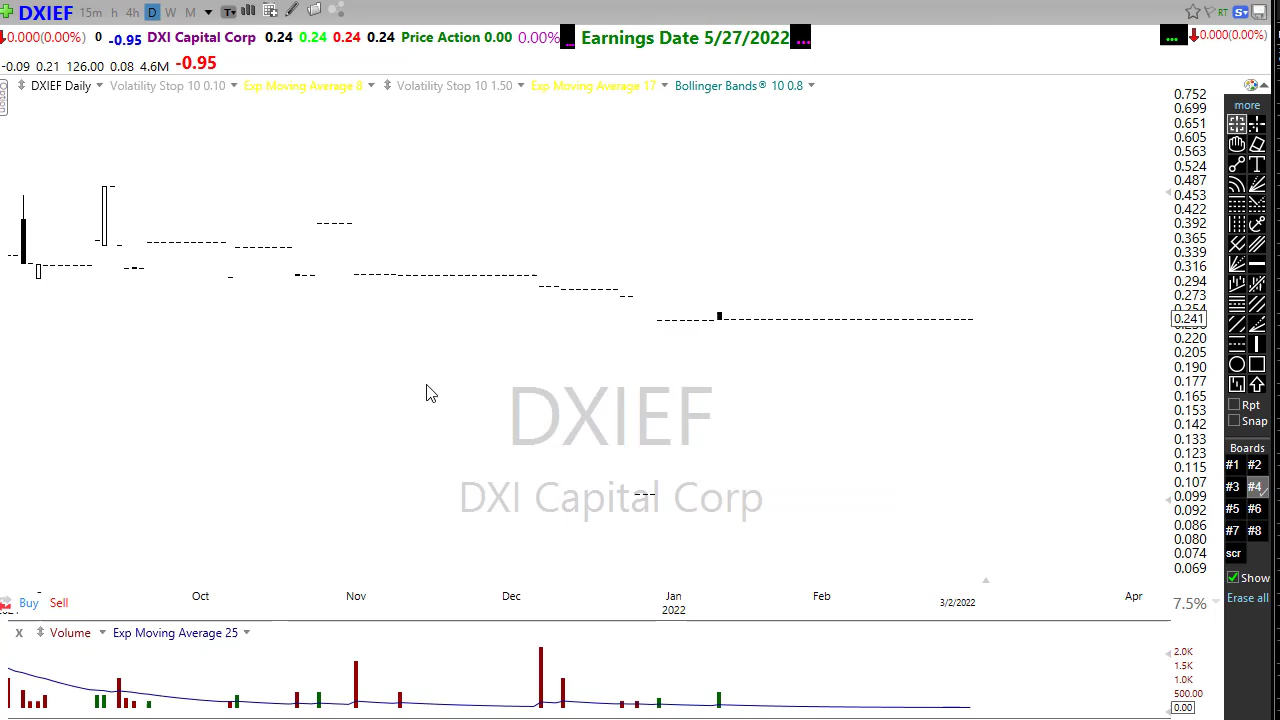 DXIEF 15m h 4h D W M T RT S
0.000(0.00%) 0 -0.95 DXI Capital Corp 0.24 0.24 0.24 0.24 Price Action 0.00 0.00% ... Earnings Date 5/27/2022 ... ... 0.000(0.00%)
-0.09 0.21 126.00 0.08 4.6M -0.95
DXIEF Daily Volatility Stop 10 0.10 Exp Moving Average 8 Volatility Stop 10 1.50 Exp Moving Average 17 Bollinger Bands® 10 0.8
Option
0.752
0.699
0.651
0.605
0.563
0.524
0.487
0.453
0.422
0.392
0.365
0.339
0.316
0.294
0.273
0.254
0.241
0.220
0.205
0.190
0.177
0.165
0.153
0.142
0.133
0.123
0.115
0.107
0.099
0.092
0.086
0.080
0.074
0.069
more
T
Rpt
Snap
Boards
#1 #2
#3 #4
#5 #6
#7 #8
scr
Show
Erase all
DXIEF
DXI Capital Corp
Buy Sell
Oct Nov Dec Jan Feb 3/2/2022 Apr
2022
7.5%
X Volume Exp Moving Average 25
2.0K
1.5K
1.0K
500.00
0.00